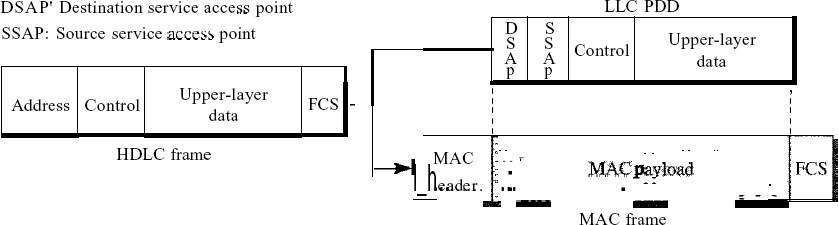 DSAP' Destination service access point
SSAP: Source service access point
LLC PDD
D S A p
S S A p
Control
Upper-layer data
Address
Control
Upper-layer data
FCS
HDLC frame
MAC header.
MAC payload
FCS
MAC frame